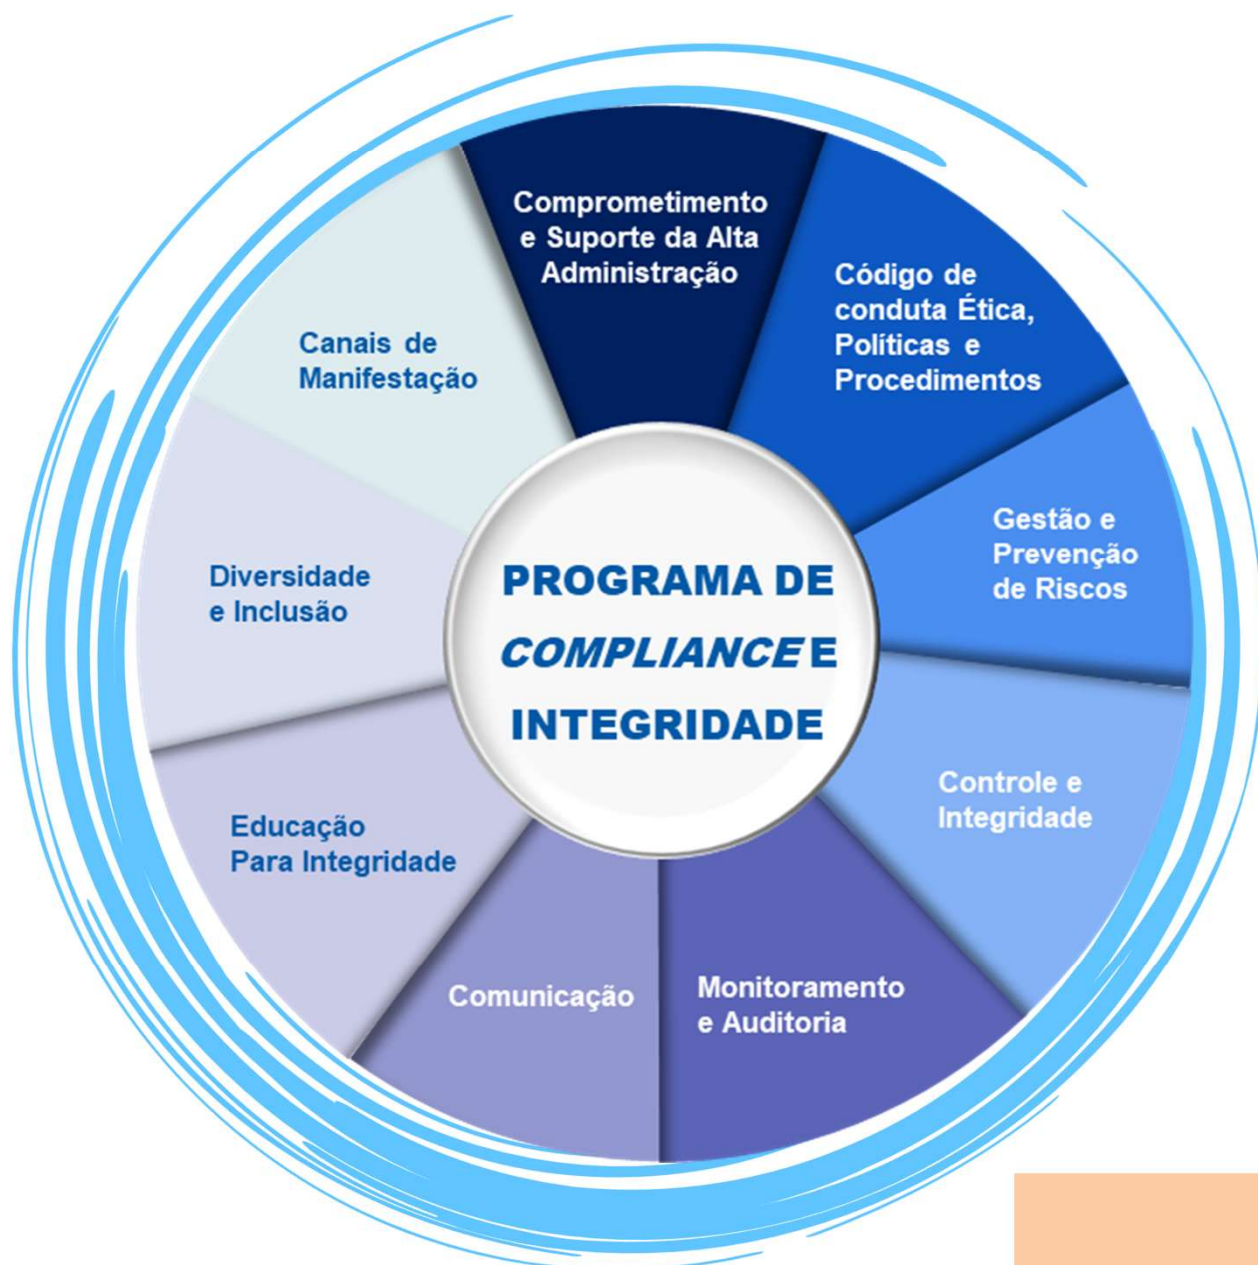 Comprometimento
e Suporte da Alta
Administração
Código de
conduta Ética,
Políticas e
Procedimentos
Gestão e
Prevenção
de Riscos
Controle e
Integridade
Monitoramento
e Auditoria
Comunicação
Educação
Para Integridade
Diversidade
e Inclusão
Canais de
Manifestação
PROGRAMA DE
COMPLIANCE E
INTEGRIDADE